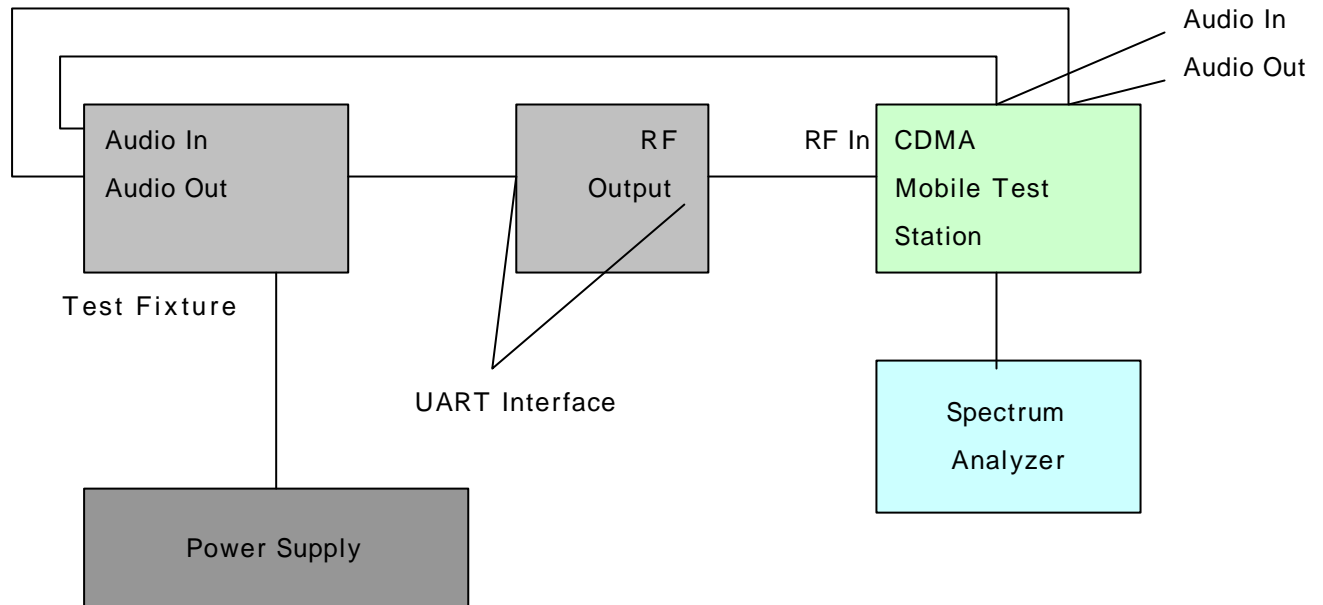 Audio In
Audio Out
Audio In
Audio Out
RF
Output
RF In
CDMA
Mobile Test
Station
Test Fixture
UART Interface
Spectrum
Analyzer
Power Supply